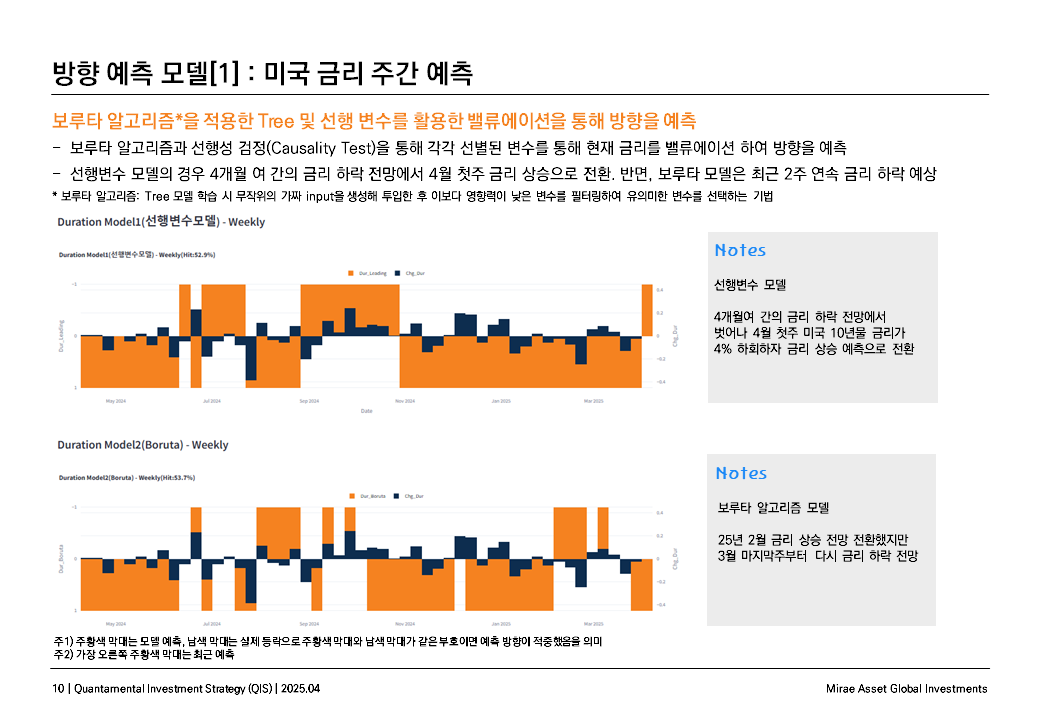 방향 예측 모델[1] : 미국 금리 주간 예측
보루타 알고리즘*을 적용한 Tree 및 선행 변수를 활용한 밸류에이션을 통해 방향을 예측
– 보루타 알고리즘과 선행성 검정(Causality Test)을 통해 각각 선별된 변수를 통해 현재 금리를 밸류에이션 하여 방향을 예측
– 선행변수 모델의 경우 4개월 여 간의 금리 하락 전망에서 4월 첫주 금리 상승으로 전환. 반면, 보루타 모델은 최근 2주 연속 금리 하락 예상
* 보루타 알고리즘: Tree 모델 학습 시 무작위의 가짜 input을 생성해 투입한 후 이보다 영향력이 낮은 변수를 필터링하여 유의미한 변수를 선택하는 기법
Duration Model1(선행변수모델) - Weekly
Duration Model1(선행변수모델) - Weekly(Hit:52.9%)
Dur_Leading Chg_Dur
−1
0
1
Dur_Leading
0.4
0.2
0
−0.2
−0.4
Chg_Dur
May 2024 Jul 2024 Sep 2024 Nov 2024 Jan 2025 Mar 2025
Date
Notes
선행변수 모델
4개월여 간의 금리 하락 전망에서
벗어나 4월 첫주 미국 10년물 금리가
4% 하회하자 금리 상승 예측으로 전환
Duration Model2(Boruta) - Weekly
Duration Model2(Boruta) - Weekly(Hit:53.7%)
Dur_Boruta Chg_Dur
−1
0
1
Dur_Boruta
0.4
0.2
0
−0.2
−0.4
Chg_Dur
May 2024 Jul 2024 Sep 2024 Nov 2024 Jan 2025 Mar 2025
Notes
보루타 알고리즘 모델
25년 2월 금리 상승 전망 전환했지만
3월 마지막주부터 다시 금리 하락 전망
주1) 주황색 막대는 모델 예측, 남색 막대는 실제 등락으로 주황색 막대와 남색 막대가 같은 부호이면 예측 방향이 적중했음을 의미
주2) 가장 오른쪽 주황색 막대는 최근 예측
10 | Quantamental Investment Strategy (QIS) | 2025.04
Mirae Asset Global Investments